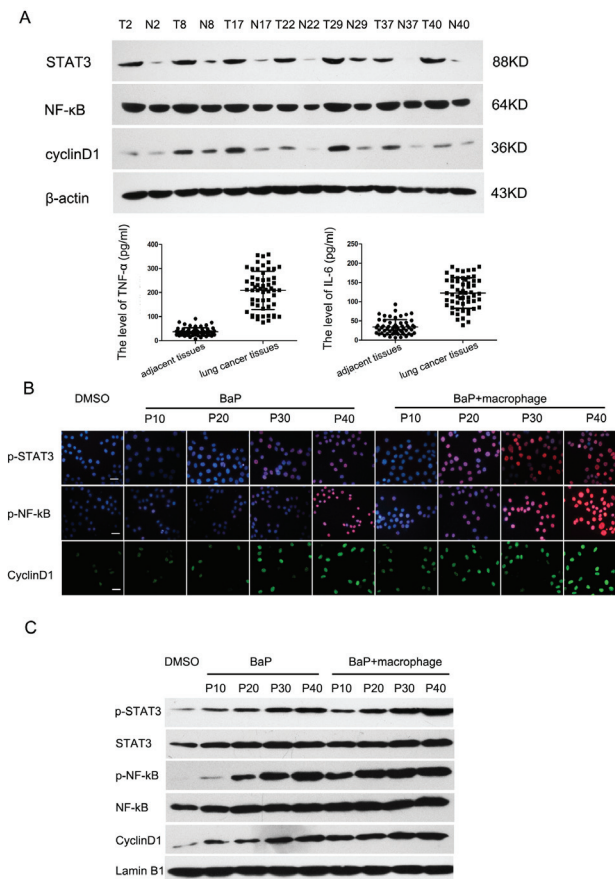 A
T2 N2 T8 N8 T17 N17 T22 N22 T29 N29 T37 N37 T40 N40
STAT3 88KD
NF-κB 64KD
cyclinD1 36KD
β-actin 43KD
The level of TNF-α (pg/ml)
400
300
200
100
0
adjacent tissues
lung cancer tissues
The level of IL-6 (pg/ml)
250
200
150
100
50
0
adjacent tissues
lung cancer tissues
B
DMSO BaP BaP+macrophage
P10 P20 P30 P40 P10 P20 P30 P40
p-STAT3
p-NF-kB
CyclinD1
C
DMSO BaP BaP+macrophage
P10 P20 P30 P40 P10 P20 P30 P40
p-STAT3
STAT3
p-NF-kB
NF-kB
CyclinD1
Lamin B1